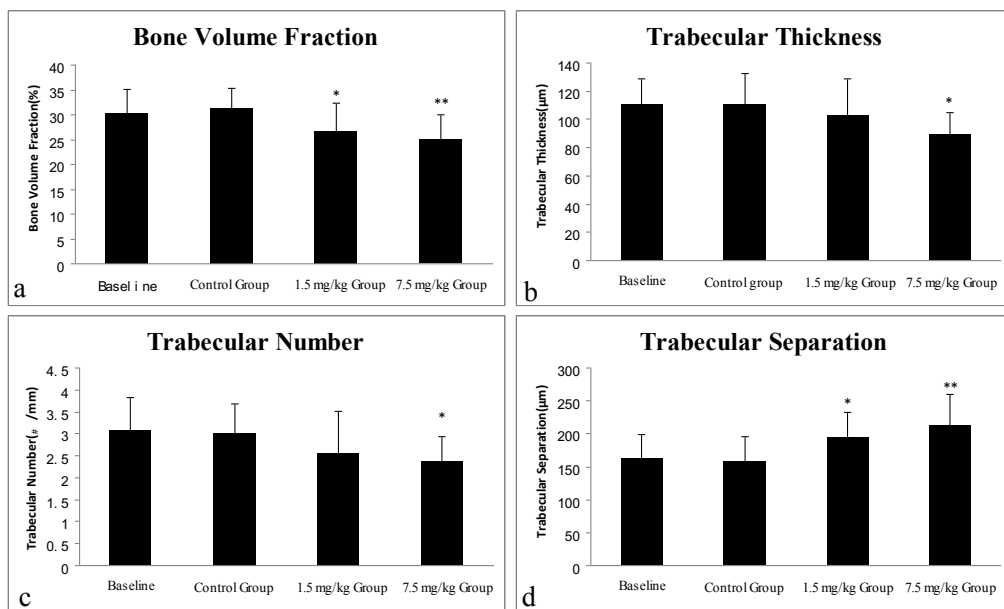 Bone Volume Fraction
Bone Volume Fraction(%)
40
35
30
25
20
15
10
5
0
*
**
Basel i ne
Control Group
1.5 mg/kg Group
7.5 mg/kg Group
a
Trabecular Thickness
Trabecular Thickness(µm)
140
120
100
80
60
40
20
0
*
Baseline
Control group
1.5 mg/kg Group
7.5 mg/kg Group
b
Trabecular Number
Trabecular Number(# /mm)
4. 5
4
3. 5
3
2. 5
2
1. 5
1
0. 5
0
*
Baseline
Control Group
1.5 mg/kg Group
7.5 mg/kg Group
c
Trabecular Separation
Trabecular Separation(µm)
300
250
200
150
100
50
0
*
**
Baseline
Control Group
1.5 mg/kg Group
7.5 mg/kg Group
d